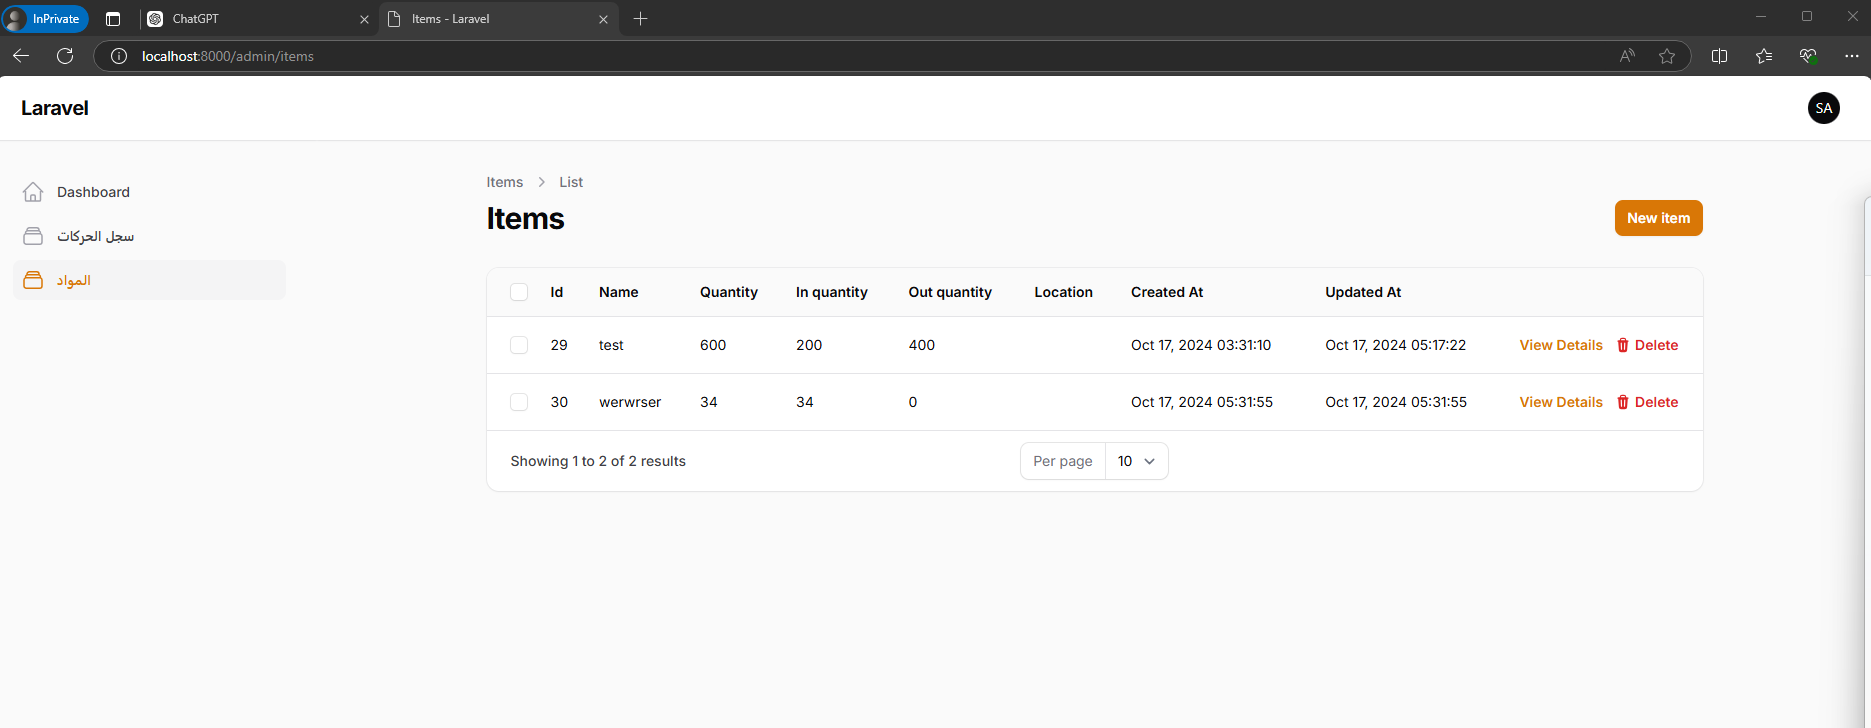 InPrivate
ChatGPT
Items - Laravel
localhost:8000/admin/items
Laravel
SA
Dashboard
سجل الحركات
المواد
Items > List
Items
New item
Id Name Quantity In quantity Out quantity Location Created At Updated At
29 test 600 200 400 Oct 17, 2024 03:31:10 Oct 17, 2024 05:17:22 View Details Delete
30 werwrser 34 34 0 Oct 17, 2024 05:31:55 Oct 17, 2024 05:31:55 View Details Delete
Showing 1 to 2 of 2 results Per page 10